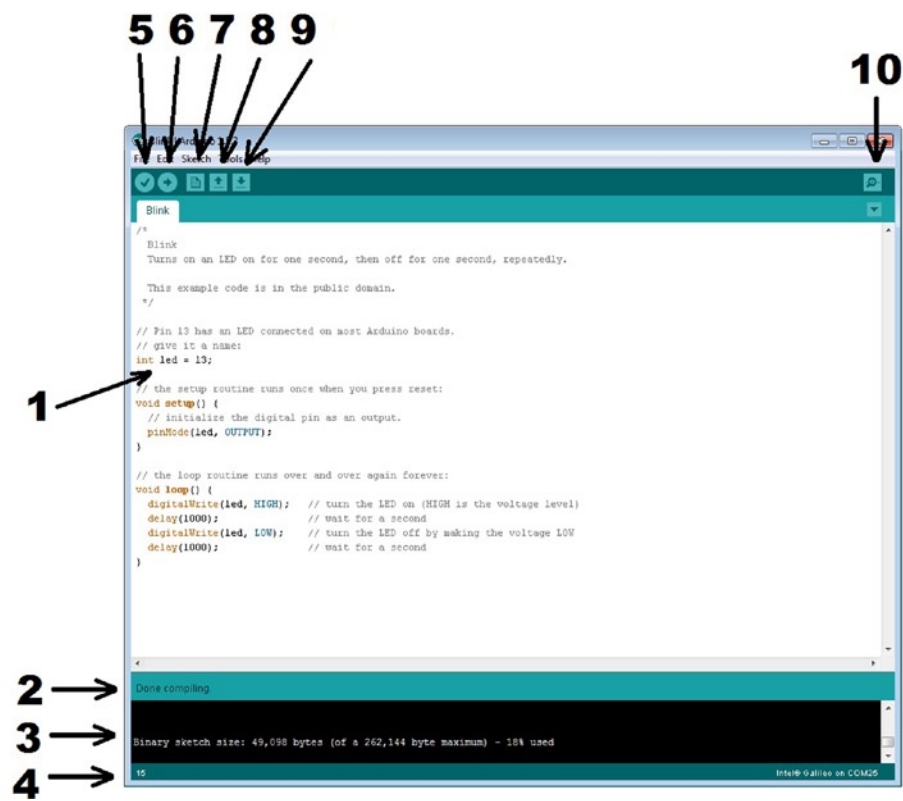 5 6 7 8 9
10
Blink Arduino
File Edit Sketch Tools Help
Blink
/*
Blink
Turns on an LED on for one second, then off for one second, repeatedly.
This example code is in the public domain.
*/
// Pin 13 has an LED connected on most Arduino boards.
// give it a name:
int led = 13;
1
// the setup routine runs once when you press reset:
void setup() {
// initialize the digital pin as an output.
pinMode(led, OUTPUT);
}
// the loop routine runs over and over again forever:
void loop() {
digitalWrite(led, HIGH); // turn the LED on (HIGH is the voltage level)
delay(1000); // wait for a second
digitalWrite(led, LOW); // turn the LED off by making the voltage LOW
delay(1000); // wait for a second
}
2
Done compiling.
3
Binary sketch size: 49,098 bytes (of a 262,144 byte maximum) - 18% used
4
15 Intel® Galileo on COM25